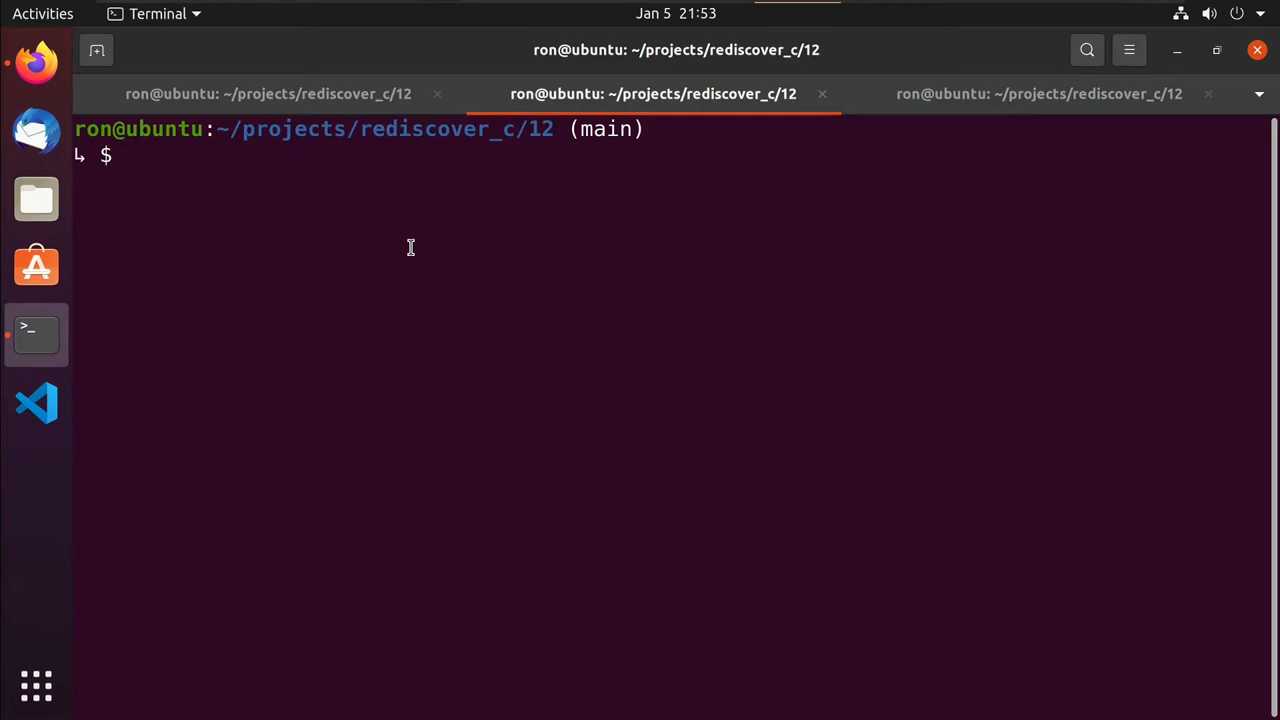 Activities Terminal Jan 5 21:53
ron@ubuntu: ~/projects/rediscover_c/12
ron@ubuntu: ~/projects/rediscover_c/12 ron@ubuntu: ~/projects/rediscover_c/12 ron@ubuntu: ~/projects/rediscover_c/12
ron@ubuntu:~/projects/rediscover_c/12 (main)
↳ $
>_